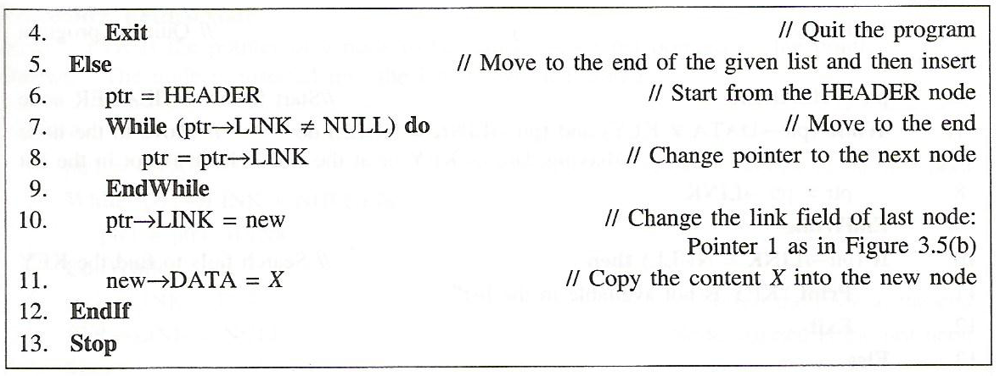 4. Exit // Quit the program
5. Else // Move to the end of the given list and then insert
6. ptr = HEADER // Start from the HEADER node
7. While (ptr→LINK ≠ NULL) do // Move to the end
8. ptr = ptr→LINK // Change pointer to the next node
9. EndWhile
10. ptr→LINK = new // Change the link field of last node:
Pointer 1 as in Figure 3.5(b)
11. new→DATA = X // Copy the content X into the new node
12. EndIf
13. Stop